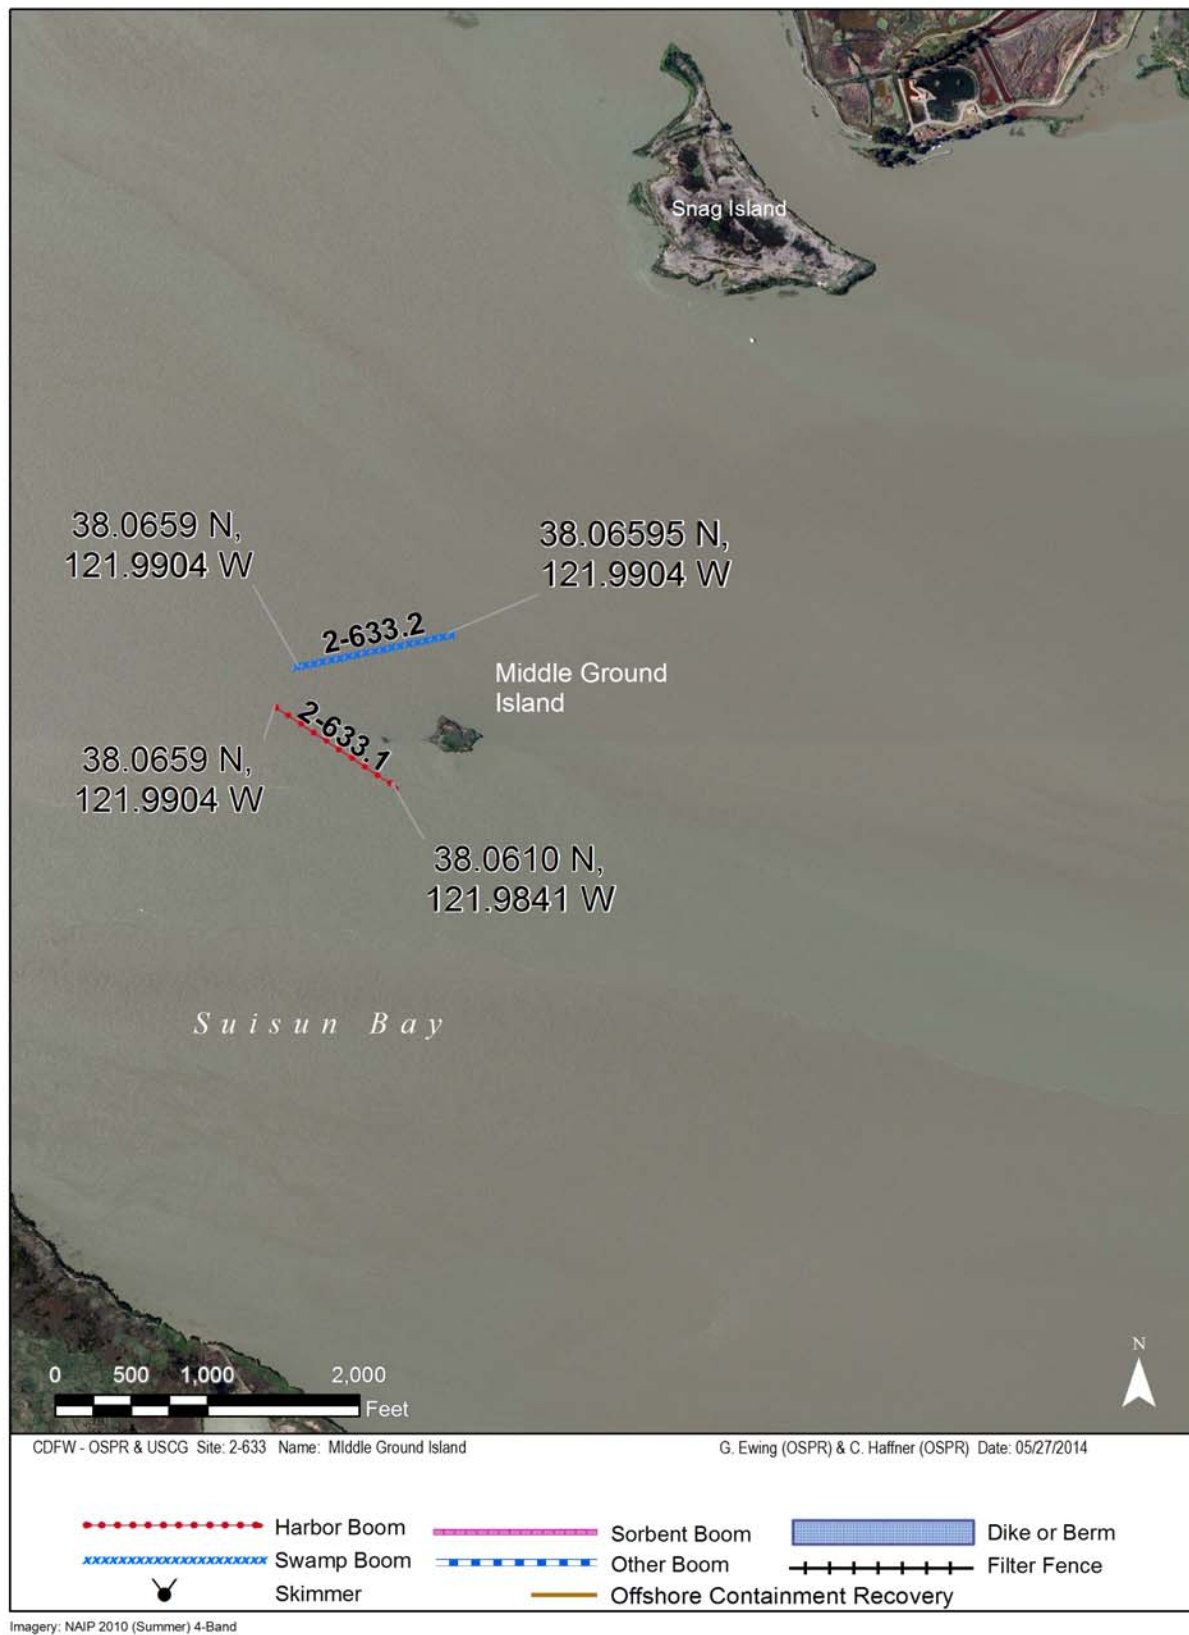 Snag Island
38.0659 N,
121.9904 W
38.06595 N,
121.9904 W
2-633.2
Middle Ground
Island
2-633.1
38.0659 N,
121.9904 W
38.0610 N,
121.9841 W
Suisun Bay
N
0 500 1,000 2,000
Feet
CDFW - OSPR & USCG Site: 2-633 Name: MIddle Ground Island
G. Ewing (OSPR) & C. Haffner (OSPR) Date: 05/27/2014
Harbor Boom
Sorbent Boom
Dike or Berm
Swamp Boom
Other Boom
Filter Fence
Skimmer
Offshore Containment Recovery
Imagery: NAIP 2010 (Summer) 4-Band